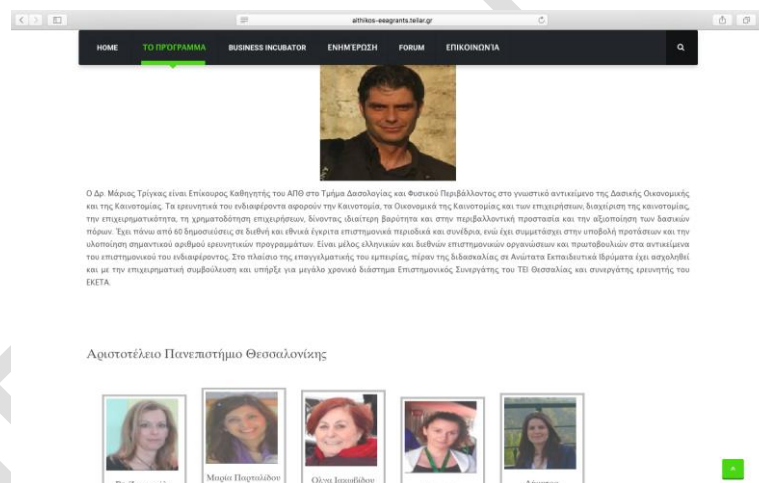 aithikos-eeagrants.teilar.gr
HOME ΤΟ ΠΡΌΓΡΑΜΜΑ BUSINESS INCUBATOR ΕΝΗΜΈΡΩΣΗ FORUM ΕΠΙΚΟΙΝΩΝΊΑ
Ο Δρ. Μάριος Τρίγκας είναι Επίκουρος Καθηγητής του ΑΠΘ στο Τμήμα Δασολογίας και Φυσικού Περιβάλλοντος στο γνωστικό αντικείμενο της Δασικής Οικονομικής
και της Καινοτομίας. Τα ερευνητικά του ενδιαφέροντα αφορούν την Καινοτομία, τα Οικονομικά της Καινοτομίας και των επιχειρήσεων, διαχείριση της καινοτομίας,
την επιχειρηματικότητα, τη χρηματοδότηση επιχειρήσεων, δίνοντας ιδιαίτερη βαρύτητα και στην περιβαλλοντική προστασία και την αξιοποίηση των δασικών
πόρων. Έχει πάνω από 60 δημοσιεύσεις σε διεθνή και εθνικά έγκριτα επιστημονικά περιοδικά και συνέδρια, ενώ έχει συμμετάσχει στην υποβολή προτάσεων και την
υλοποίηση σημαντικού αριθμού ερευνητικών προγραμμάτων. Είναι μέλος ελληνικών και διεθνών επιστημονικών οργανώσεων και πρωτοβουλιών στα αντικείμενα
του επιστημονικού του ενδιαφέροντος. Στο πλαίσιο της επαγγελματικής του εμπειρίας, πέραν της διδασκαλίας σε Ανώτατα Εκπαιδευτικά Ιδρύματα έχει ασχοληθεί
και με την επιχειρηματική συμβούλευση και υπήρξε για μεγάλο χρονικό διάστημα Επιστημονικός Συνεργάτης του ΤΕΙ Θεσσαλίας και συνεργάτης ερευνητής του
ΕΚΕΤΑ.
Αριστοτέλειο Πανεπιστήμιο Θεσσαλονίκης
Μαρία Παρταλίδου
Όλγα Ιακωβίδου